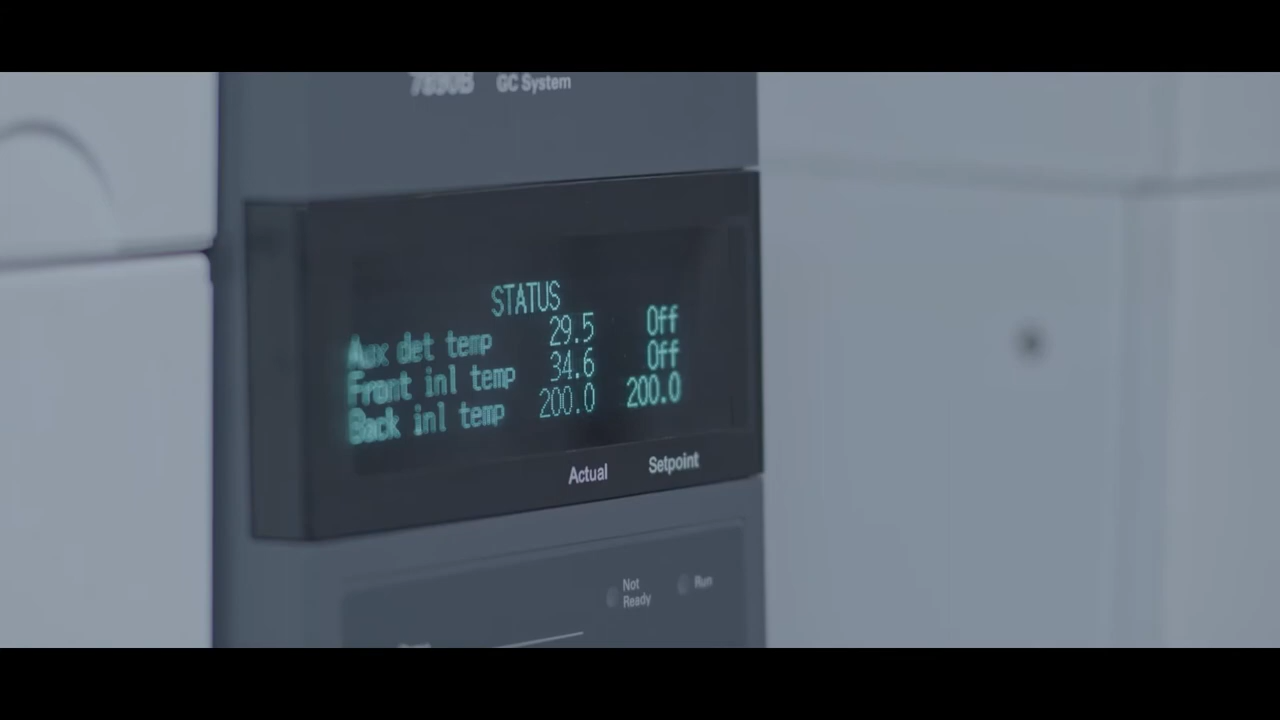 7890B GC System
STATUS
Aux det temp 29.5 Off
Front inl temp 34.6 Off
Back inl temp 200.0 200.0
Actual Setpoint
Not Ready
Run